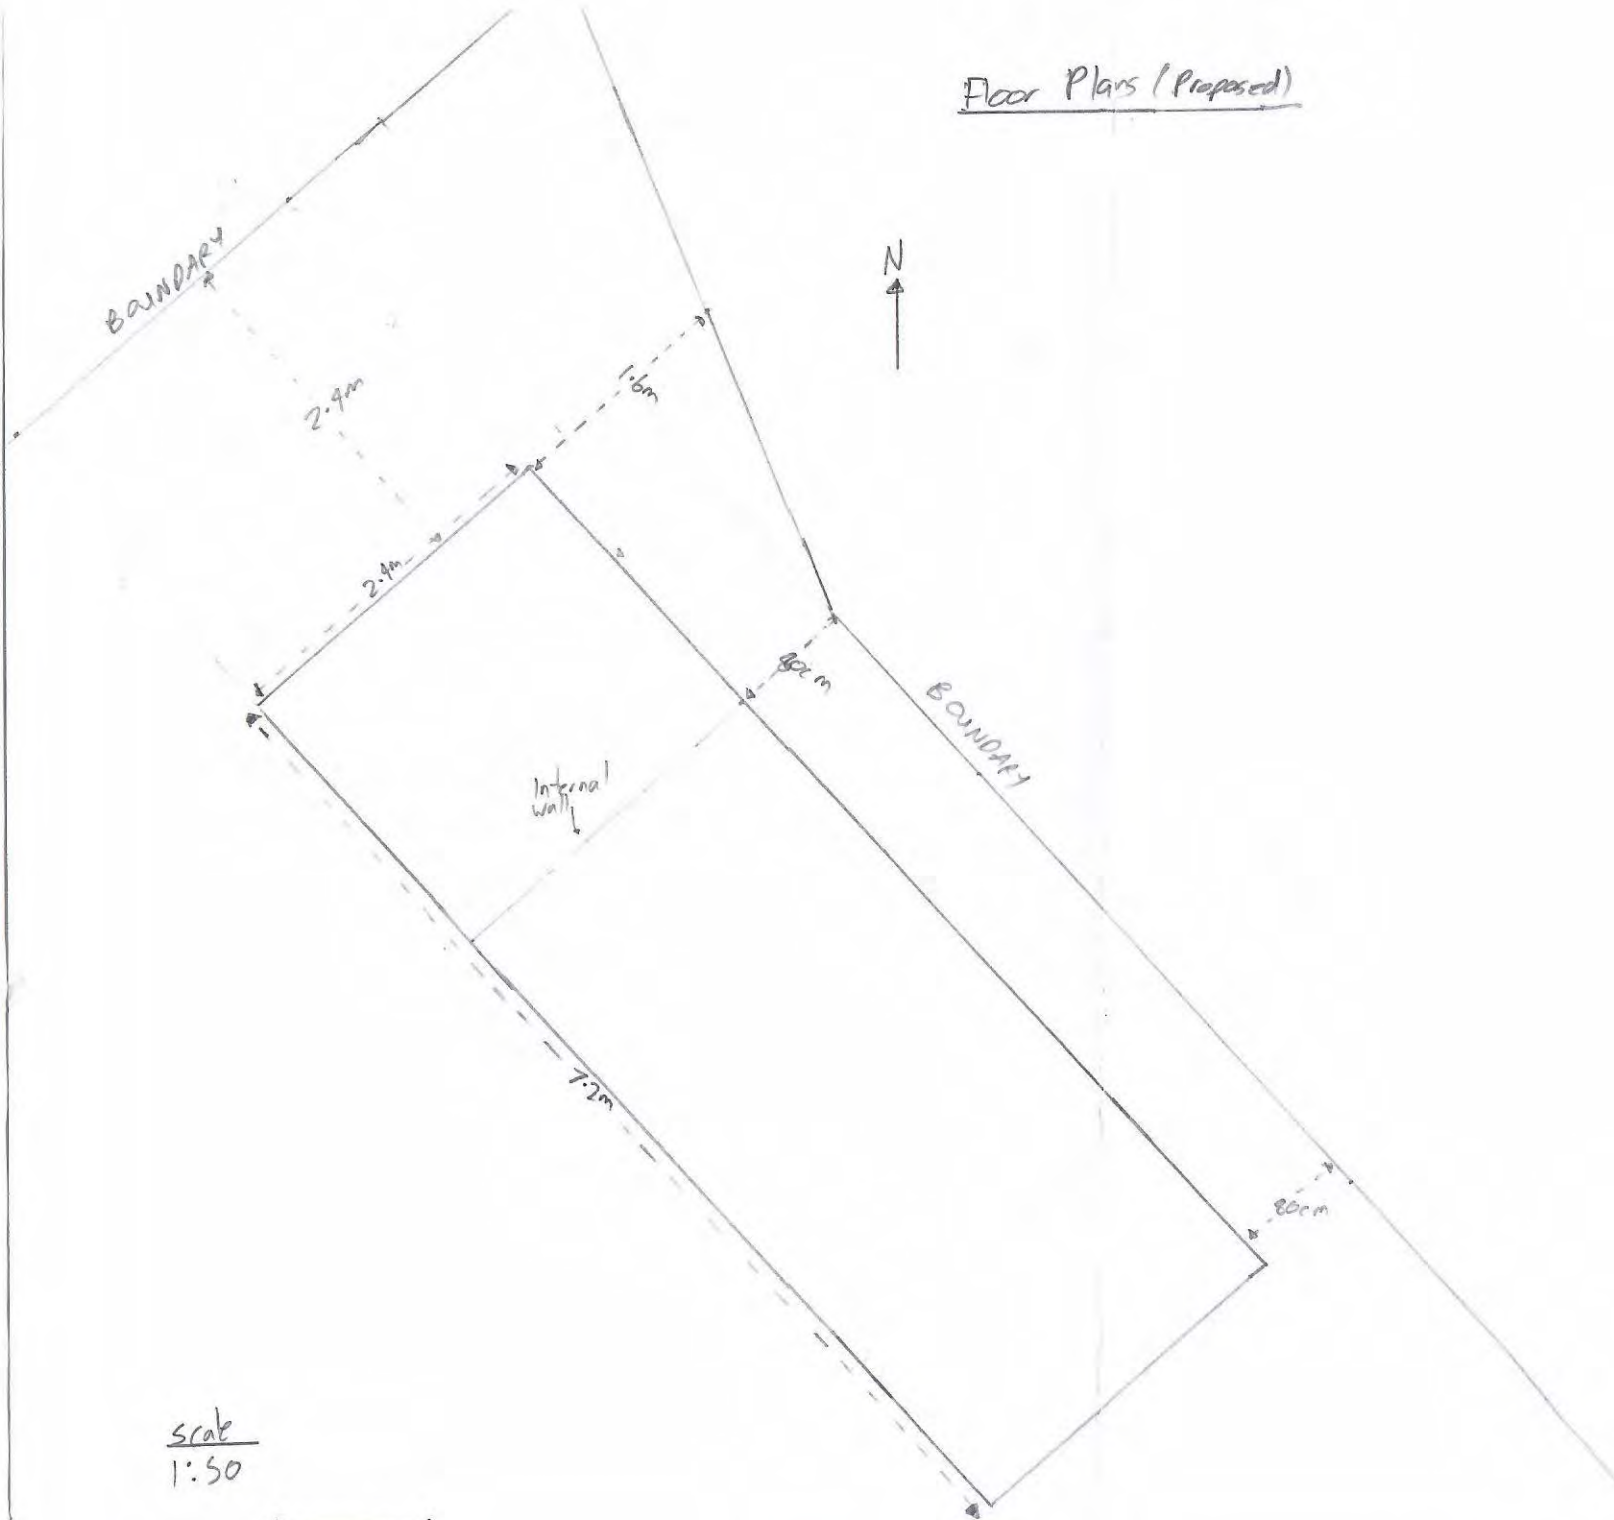 Floor Plans (Proposed)
N
BOUNDARY
2.4m
1.6m
2.4m
80cm
BOUNDARY
Internal
wall
7.2m
80cm
scale
1:50